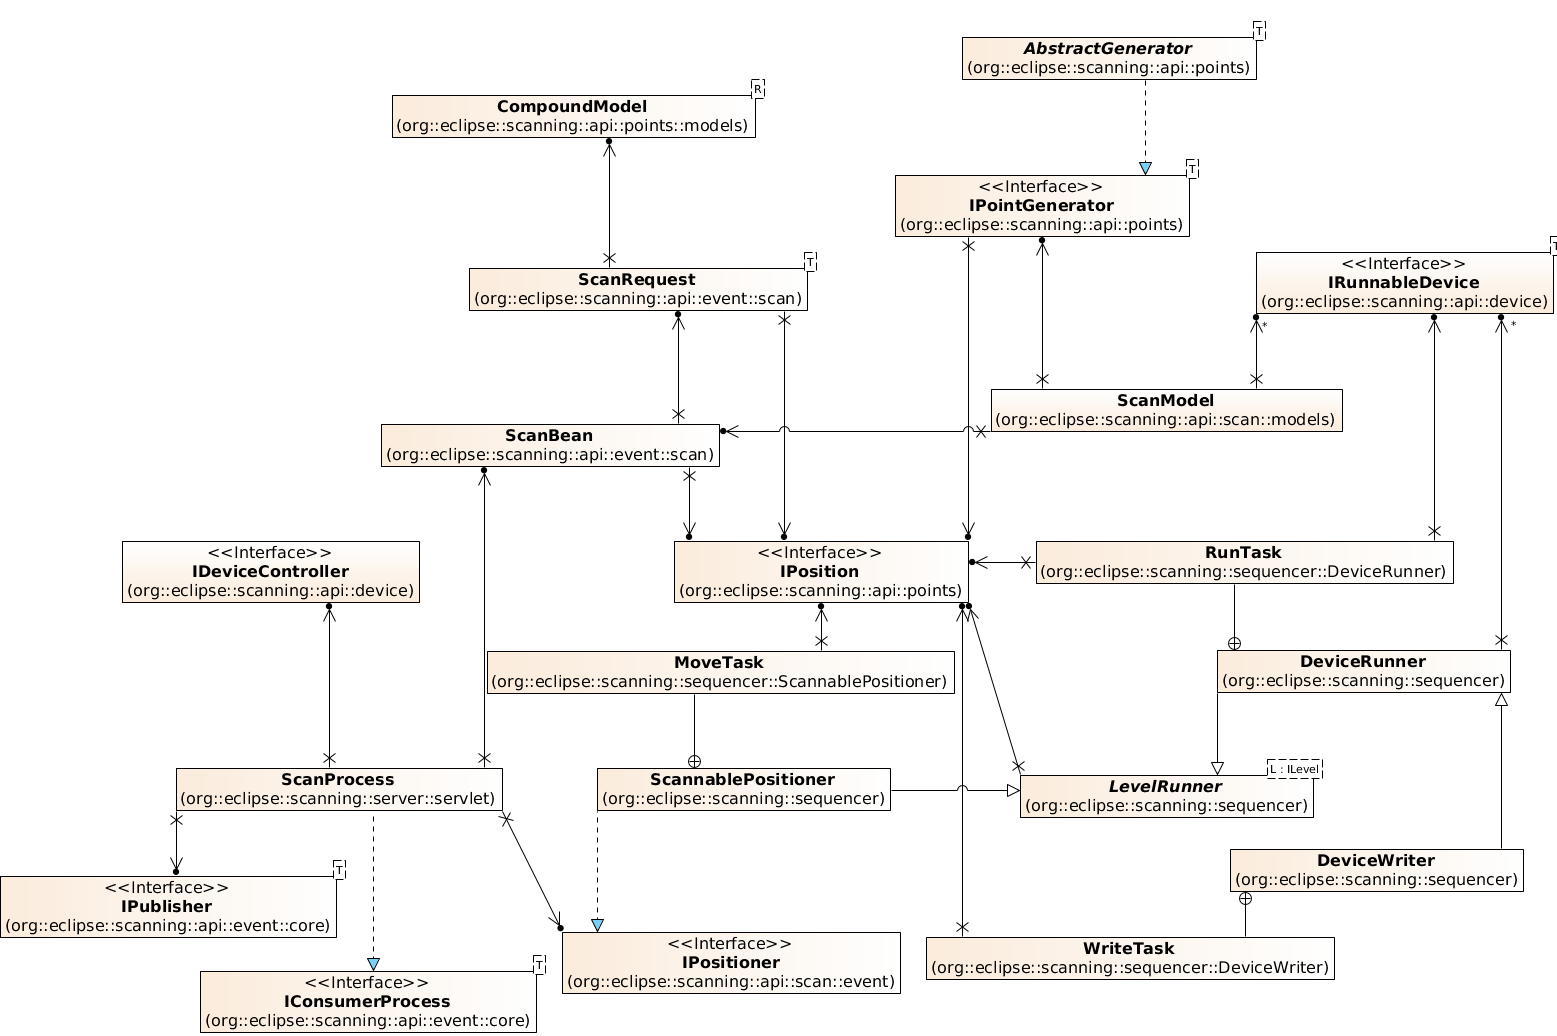 T
AbstractGenerator
(org::eclipse::scanning::api::points)
R
CompoundModel
(org::eclipse::scanning::api::points::models)
T
<<Interface>>
IPointGenerator
(org::eclipse::scanning::api::points)
T
ScanRequest
(org::eclipse::scanning::api::event::scan)
T
<<Interface>>
IRunnableDevice
(org::eclipse::scanning::api::device)
*
*
ScanModel
(org::eclipse::scanning::api::scan::models)
ScanBean
(org::eclipse::scanning::api::event::scan)
<<Interface>>
IDeviceController
(org::eclipse::scanning::api::device)
<<Interface>>
IPosition
(org::eclipse::scanning::api::points)
RunTask
(org::eclipse::scanning::sequencer::DeviceRunner)
MoveTask
(org::eclipse::scanning::sequencer::ScannablePositioner)
DeviceRunner
(org::eclipse::scanning::sequencer)
ScanProcess
(org::eclipse::scanning::server::servlet)
ScannablePositioner
(org::eclipse::scanning::sequencer)
L : ILevel
LevelRunner
(org::eclipse::scanning::sequencer)
DeviceWriter
(org::eclipse::scanning::sequencer)
T
<<Interface>>
IPublisher
(org::eclipse::scanning::api::event::core)
<<Interface>>
IPositioner
(org::eclipse::scanning::api::scan::event)
WriteTask
(org::eclipse::scanning::sequencer::DeviceWriter)
T
<<Interface>>
IConsumerProcess
(org::eclipse::scanning::api::event::core)